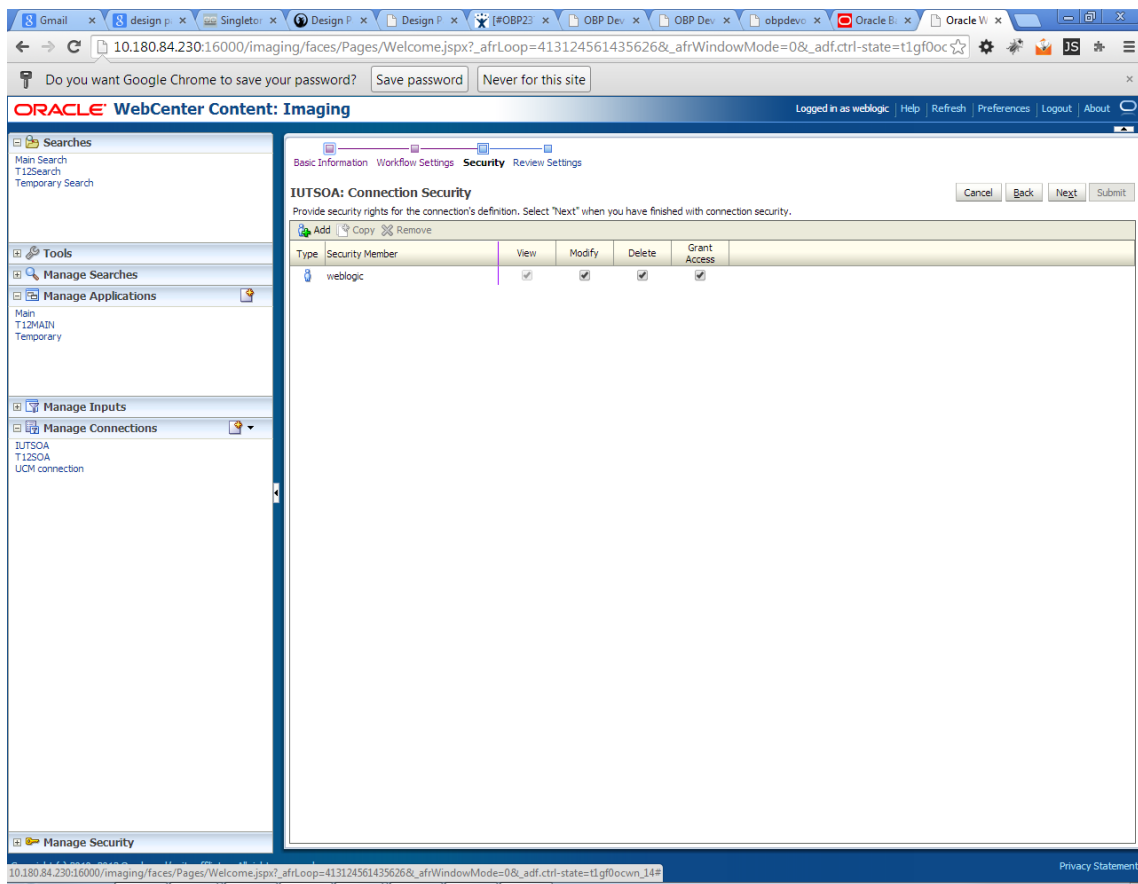 Gmail design p Singletor Design P Design P [#OBP23 OBP Dev OBP Dev obpdevo Oracle B Oracle W
10.180.84.230:16000/imaging/faces/Pages/Welcome.jspx?_afrLoop=413124561435626&_afrWindowMode=0&_adf.ctrl-state=t1gf0oc
JS
Do you want Google Chrome to save your password? Save password Never for this site
ORACLE WebCenter Content: Imaging
Logged in as weblogic Help Refresh Preferences Logout About
Searches
Main Search
T12Search
Temporary Search
Tools
Manage Searches
Manage Applications
Main
T12MAIN
Temporary
Manage Inputs
Manage Connections
IUTSOA
T12SOA
UCM connection
Manage Security
Basic Information Workflow Settings Security Review Settings
IUTSOA: Connection Security
Cancel Back Next Submit
Provide security rights for the connection's definition. Select "Next" when you have finished with connection security.
Add Copy Remove
Type Security Member View Modify Delete Grant Access
weblogic
Privacy Statement
10.180.84.230:16000/imaging/faces/Pages/Welcome.jspx?_afrLoop=413124561435626&_afrWindowMode=0&_adf.ctrl-state=t1gf0ocwn_14#